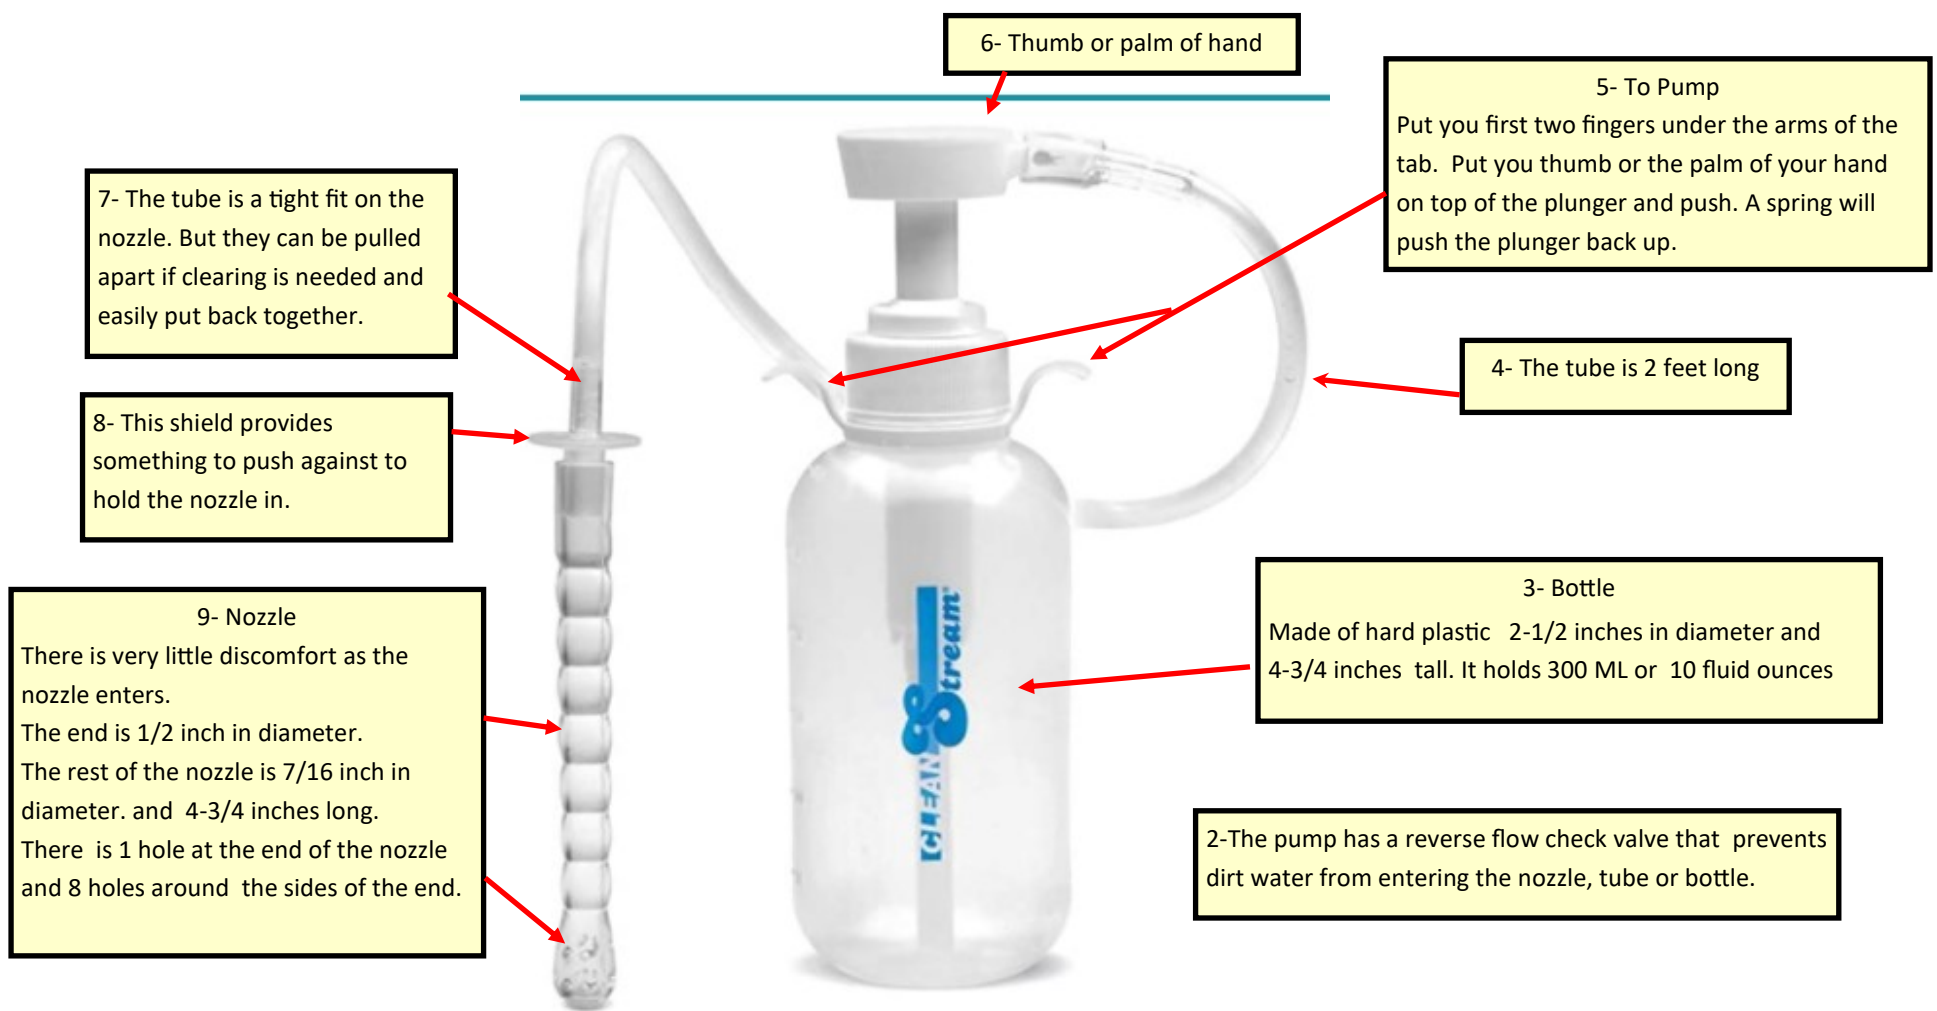 6- Thumb or palm of hand
5- To Pump
Put you first two fingers under the arms of the
tab.  Put you thumb or the palm of your hand
on top of the plunger and push. A spring will
push the plunger back up.
7- The tube is a tight fit on the
nozzle. But they can be pulled
apart if clearing is needed and
easily put back together.
4- The tube is 2 feet long
8- This shield provides
something to push against to
hold the nozzle in.
3- Bottle
Made of hard plastic   2-1/2 inches in diameter and
4-3/4 inches  tall. It holds 300 ML or  10 fluid ounces
9- Nozzle
There is very little discomfort as the
nozzle enters.
The end is 1/2 inch in diameter.
The rest of the nozzle is 7/16 inch in
diameter. and  4-3/4 inches long.
There  is 1 hole at the end of the nozzle
and 8 holes around  the sides of the end.
CLEAN Stream®
2-The pump has a reverse flow check valve that  prevents
dirt water from entering the nozzle, tube or bottle.